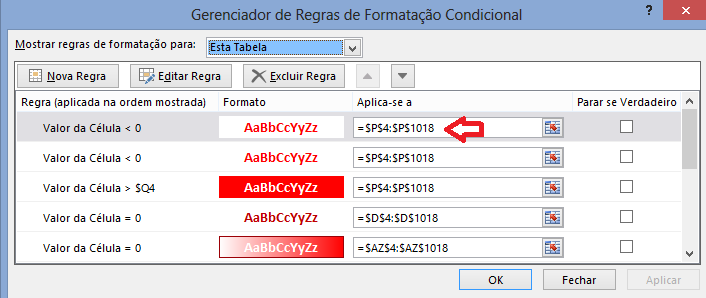 Gerenciador de Regras de Formatação Condicional
? x
Mostrar regras de formatação para: Esta Tabela
Nova Regra Editar Regra Excluir Regra
Regra (aplicada na ordem mostrada) Formato Aplica-se a Parar se Verdadeiro
Valor da Célula < 0 AaBbCcYyZz =$P$4:$P$1018
Valor da Célula < 0 AaBbCcYyZz =$P$4:$P$1018
Valor da Célula > $Q4 AaBbCcYyZz =$P$4:$P$1018
Valor da Célula = 0 AaBbCcYyZz =$D$4:$D$1018
Valor da Célula = 0 AaBbCcYyZz =$AZ$4:$AZ$1018
OK Fechar Aplicar